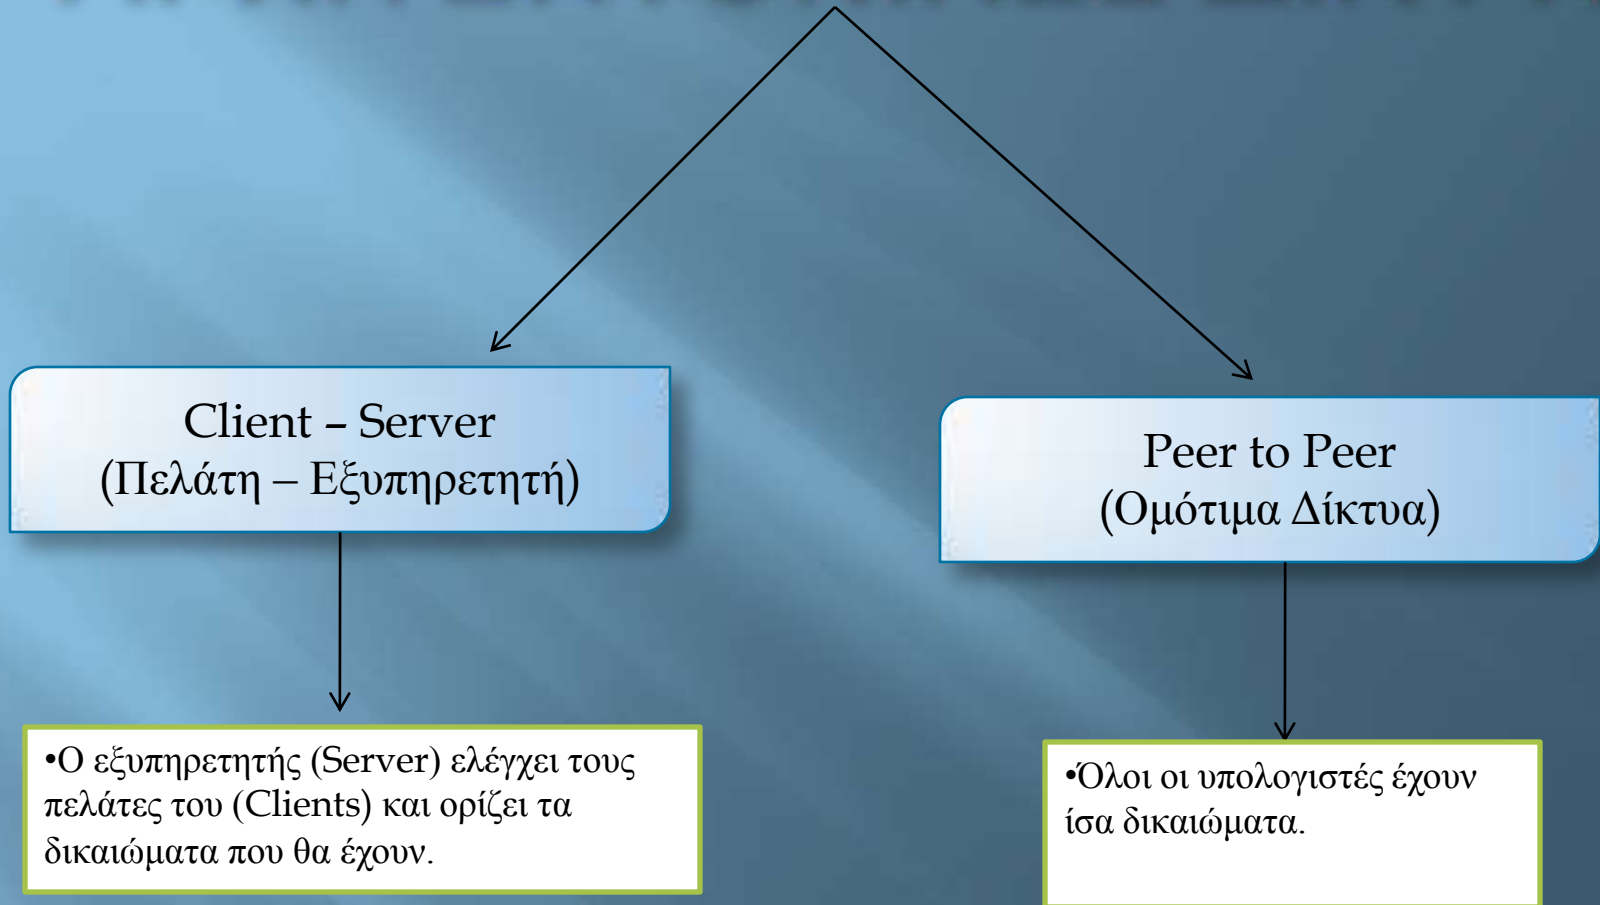 Client – Server
(Πελάτη – Εξυπηρετητή)
Peer to Peer
(Ομότιμα Δίκτυα)
•Ο εξυπηρετητής (Server) ελέγχει τους
πελάτες του (Clients) και ορίζει τα
δικαιώματα που θα έχουν.
•Όλοι οι υπολογιστές έχουν
ίσα δικαιώματα.